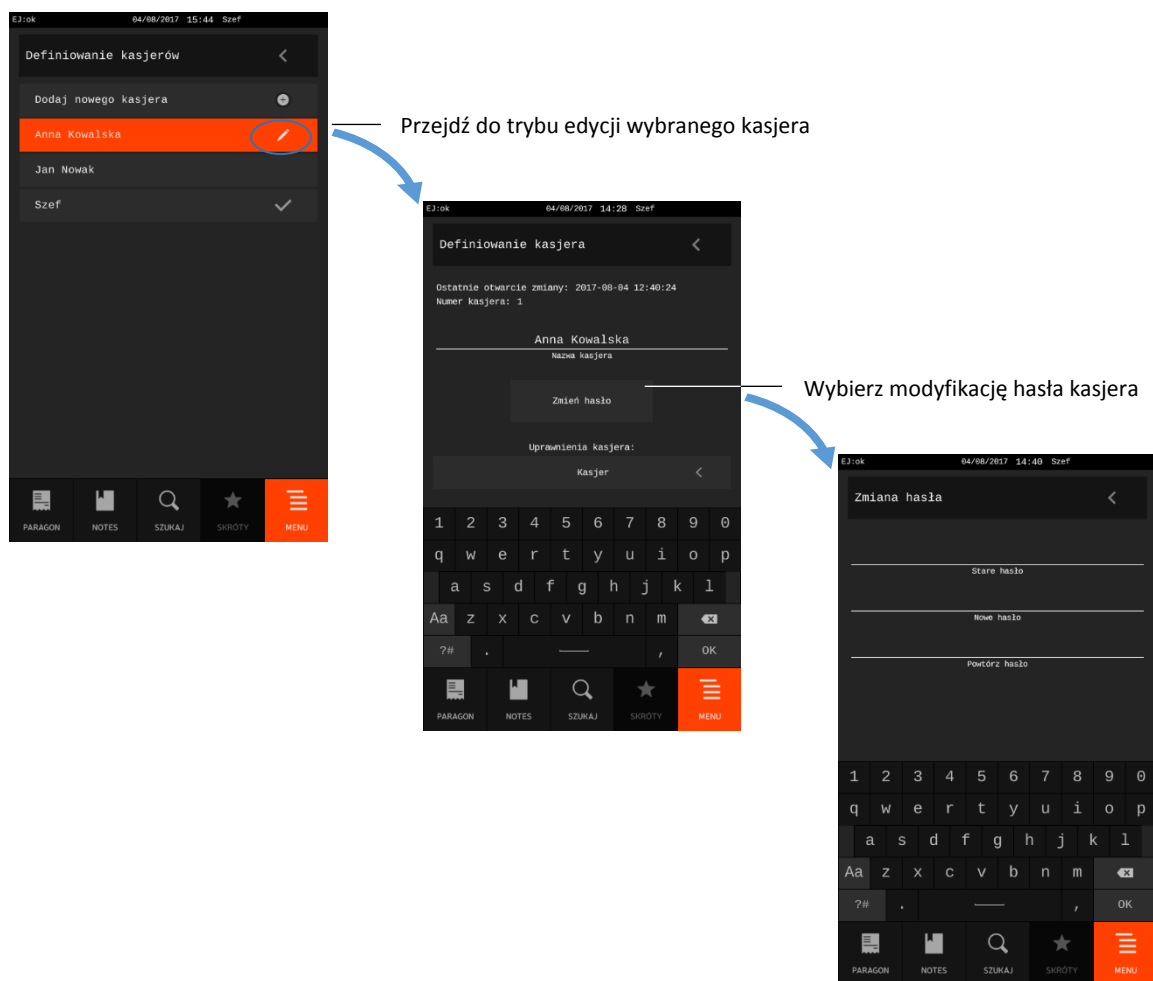 EJ:ok 04/08/2017 15:44 Szef
Definiowanie kasjerów
Dodaj nowego kasjera
Anna Kowalska
Jan Nowak
Szef
PARAGON NOTES SZUKAJ SKRÓTY MENU
Przejdź do trybu edycji wybranego kasjera
EJ:ok 04/08/2017 14:28 Szef
Definiowanie kasjera
Ostatnie otwarcie zmiany: 2017-08-04 12:40:24
Numer kasjera: 1
Anna Kowalska
Nazwa kasjera
Zmień hasło
Uprawnienia kasjera:
Kasjer
1 2 3 4 5 6 7 8 9 0
q w e r t y u i o p
a s d f g h j k l
Aa z x c v b n m
?# . , OK
PARAGON NOTES SZUKAJ SKRÓTY MENU
Wybierz modyfikację hasła kasjera
EJ:ok 04/08/2017 14:40 Szef
Zmiana hasła
Stare hasło
Nowe hasło
Powtórz hasło
1 2 3 4 5 6 7 8 9 0
q w e r t y u i o p
a s d f g h j k l
Aa z x c v b n m
?# . , OK
PARAGON NOTES SZUKAJ SKRÓTY MENU